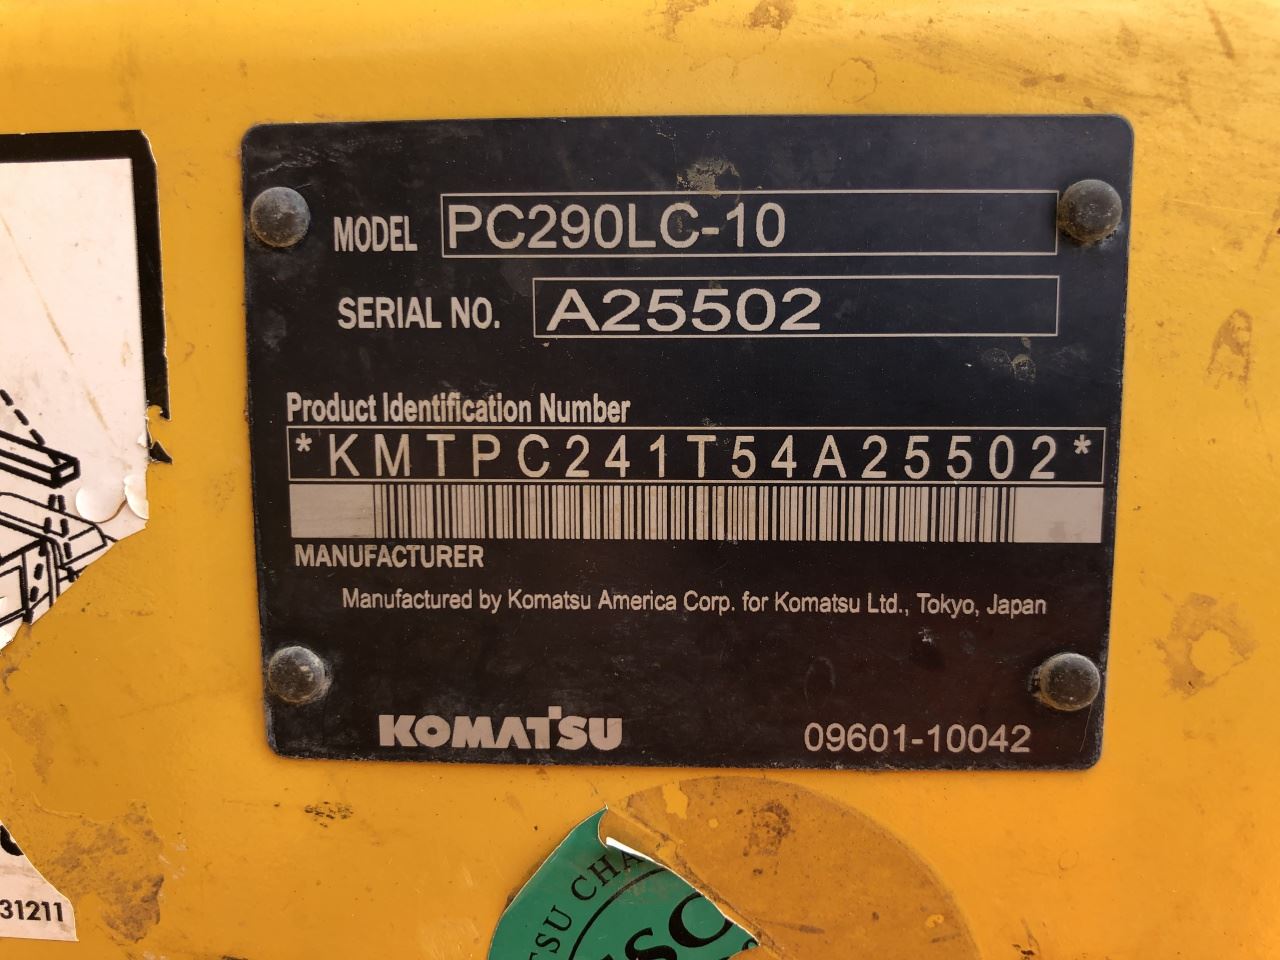 MODEL PC290LC-10
SERIAL NO. A25502
Product Identification Number
*KMTPC241T54A25502*
MANUFACTURER
Manufactured by Komatsu America Corp. for Komatsu Ltd., Tokyo, Japan
KOMATSU 09601-10042
31211